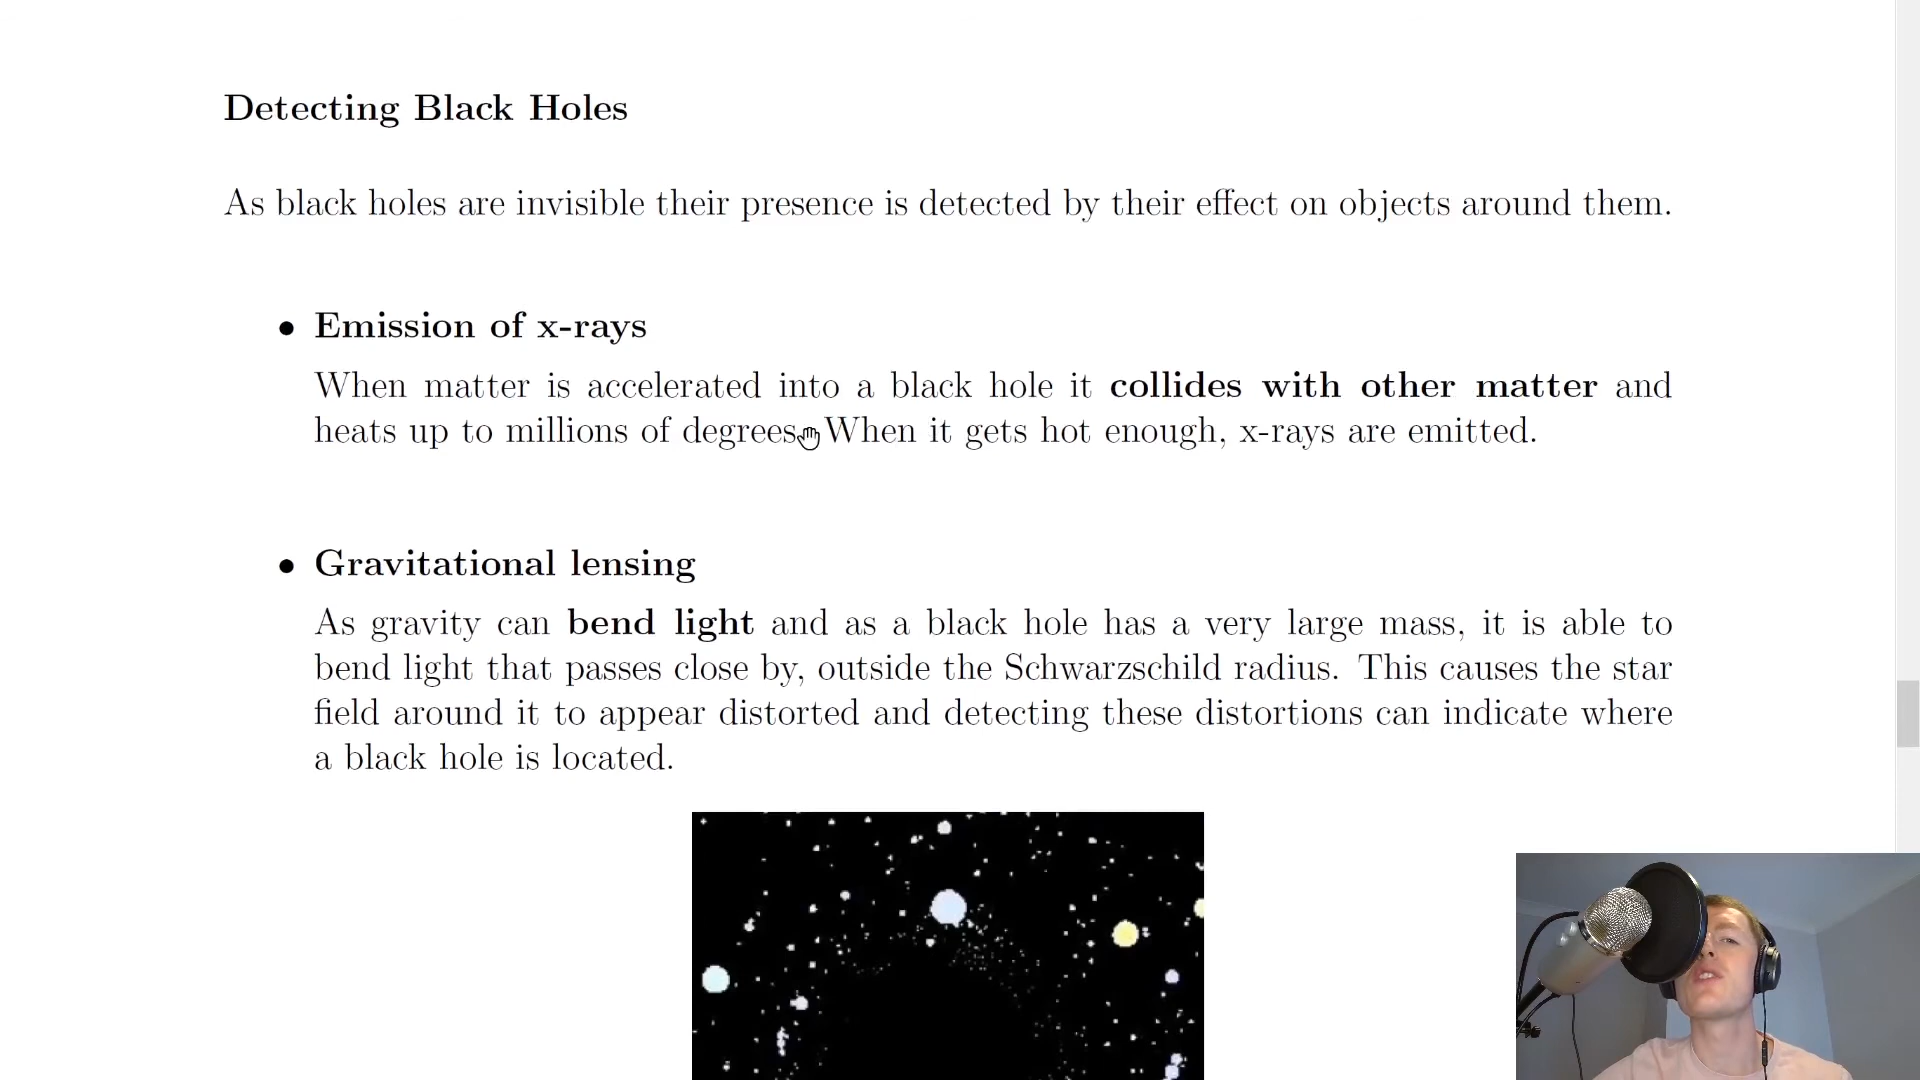 Detecting Black Holes
As black holes are invisible their presence is detected by their effect on objects around them.
• Emission of x-rays
When matter is accelerated into a black hole it collides with other matter and
heats up to millions of degrees. When it gets hot enough, x-rays are emitted.
• Gravitational lensing
As gravity can bend light and as a black hole has a very large mass, it is able to
bend light that passes close by, outside the Schwarzschild radius. This causes the star
field around it to appear distorted and detecting these distortions can indicate where
a black hole is located.